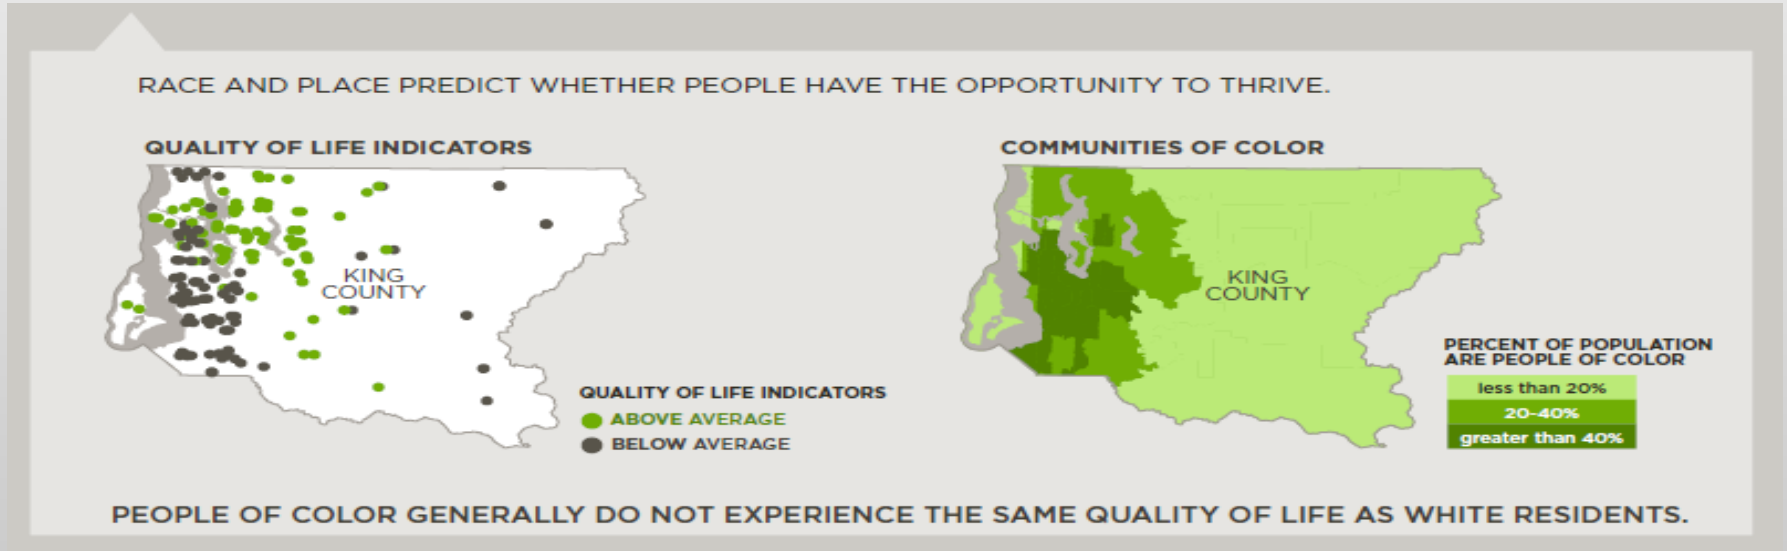 RACE AND PLACE PREDICT WHETHER PEOPLE HAVE THE OPPORTUNITY TO THRIVE.
QUALITY OF LIFE INDICATORS
KING
COUNTY
QUALITY OF LIFE INDICATORS
ABOVE AVERAGE
BELOW AVERAGE
COMMUNITIES OF COLOR
KING
COUNTY
PERCENT OF POPULATION
ARE PEOPLE OF COLOR
less than 20%
20-40%
greater than 40%
PEOPLE OF COLOR GENERALLY DO NOT EXPERIENCE THE SAME QUALITY OF LIFE AS WHITE RESIDENTS.